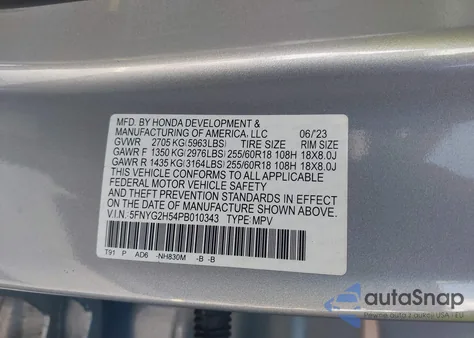 MFD. BY HONDA DEVELOPMENT &
MANUFACTURING OF AMERICA, LLC 06/23
GVWR 2705 KG(5963LBS) TIRE SIZE RIM SIZE
GAWR F 1350 KG(2976LBS) 255/60R18 108H 18X8.0J
GAWR R 1435 KG(3164LBS) 255/60R18 108H 18X8.0J
THIS VEHICLE CONFORMS TO ALL APPLICABLE
FEDERAL MOTOR VEHICLE SAFETY
AND THEFT PREVENTION STANDARDS IN EFFECT ON
THE DATE OF MANUFACTURE SHOWN ABOVE.
V.I.N.: 5FNYG2H54PB010343 TYPE MPV
T91 P AD6 -NH830M -B -B
autoSnap